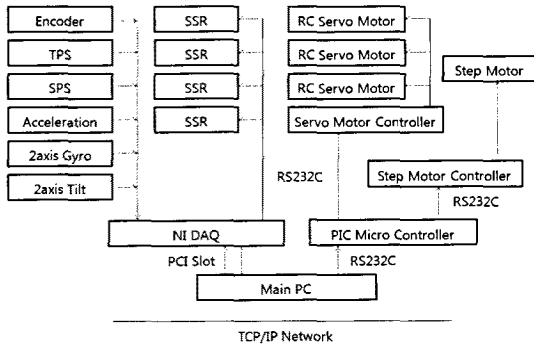 Encoder
SSR
RC Servo Motor
TPS
SSR
RC Servo Motor
Step Motor
SPS
SSR
RC Servo Motor
Acceleration
SSR
Servo Motor Controller
2axis Gyro
RS232C
Step Motor Controller
2axis Tilt
RS232C
NI DAQ
PIC Micro Controller
PCI Slot
RS232C
Main PC
TCP/IP Network